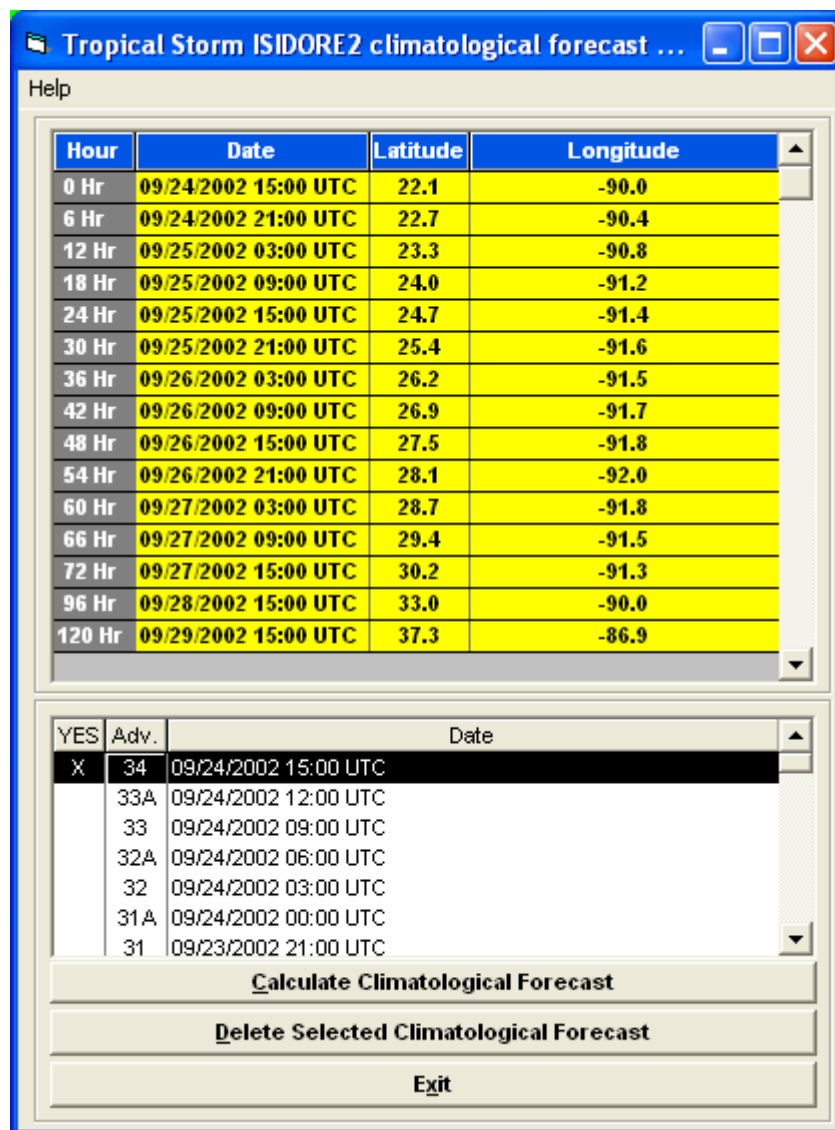 Tropical Storm ISIDORE2 climatological forecast ...
Help
Hour Date Latitude Longitude
0 Hr 09/24/2002 15:00 UTC 22.1 -90.0
6 Hr 09/24/2002 21:00 UTC 22.7 -90.4
12 Hr 09/25/2002 03:00 UTC 23.3 -90.8
18 Hr 09/25/2002 09:00 UTC 24.0 -91.2
24 Hr 09/25/2002 15:00 UTC 24.7 -91.4
30 Hr 09/25/2002 21:00 UTC 25.4 -91.6
36 Hr 09/26/2002 03:00 UTC 26.2 -91.5
42 Hr 09/26/2002 09:00 UTC 26.9 -91.7
48 Hr 09/26/2002 15:00 UTC 27.5 -91.8
54 Hr 09/26/2002 21:00 UTC 28.1 -92.0
60 Hr 09/27/2002 03:00 UTC 28.7 -91.8
66 Hr 09/27/2002 09:00 UTC 29.4 -91.5
72 Hr 09/27/2002 15:00 UTC 30.2 -91.3
96 Hr 09/28/2002 15:00 UTC 33.0 -90.0
120 Hr 09/29/2002 15:00 UTC 37.3 -86.9
YES Adv. Date
X 34 09/24/2002 15:00 UTC
33A 09/24/2002 12:00 UTC
33 09/24/2002 09:00 UTC
32A 09/24/2002 06:00 UTC
32 09/24/2002 03:00 UTC
31A 09/24/2002 00:00 UTC
31 09/23/2002 21:00 UTC
Calculate Climatological Forecast
Delete Selected Climatological Forecast
Exit